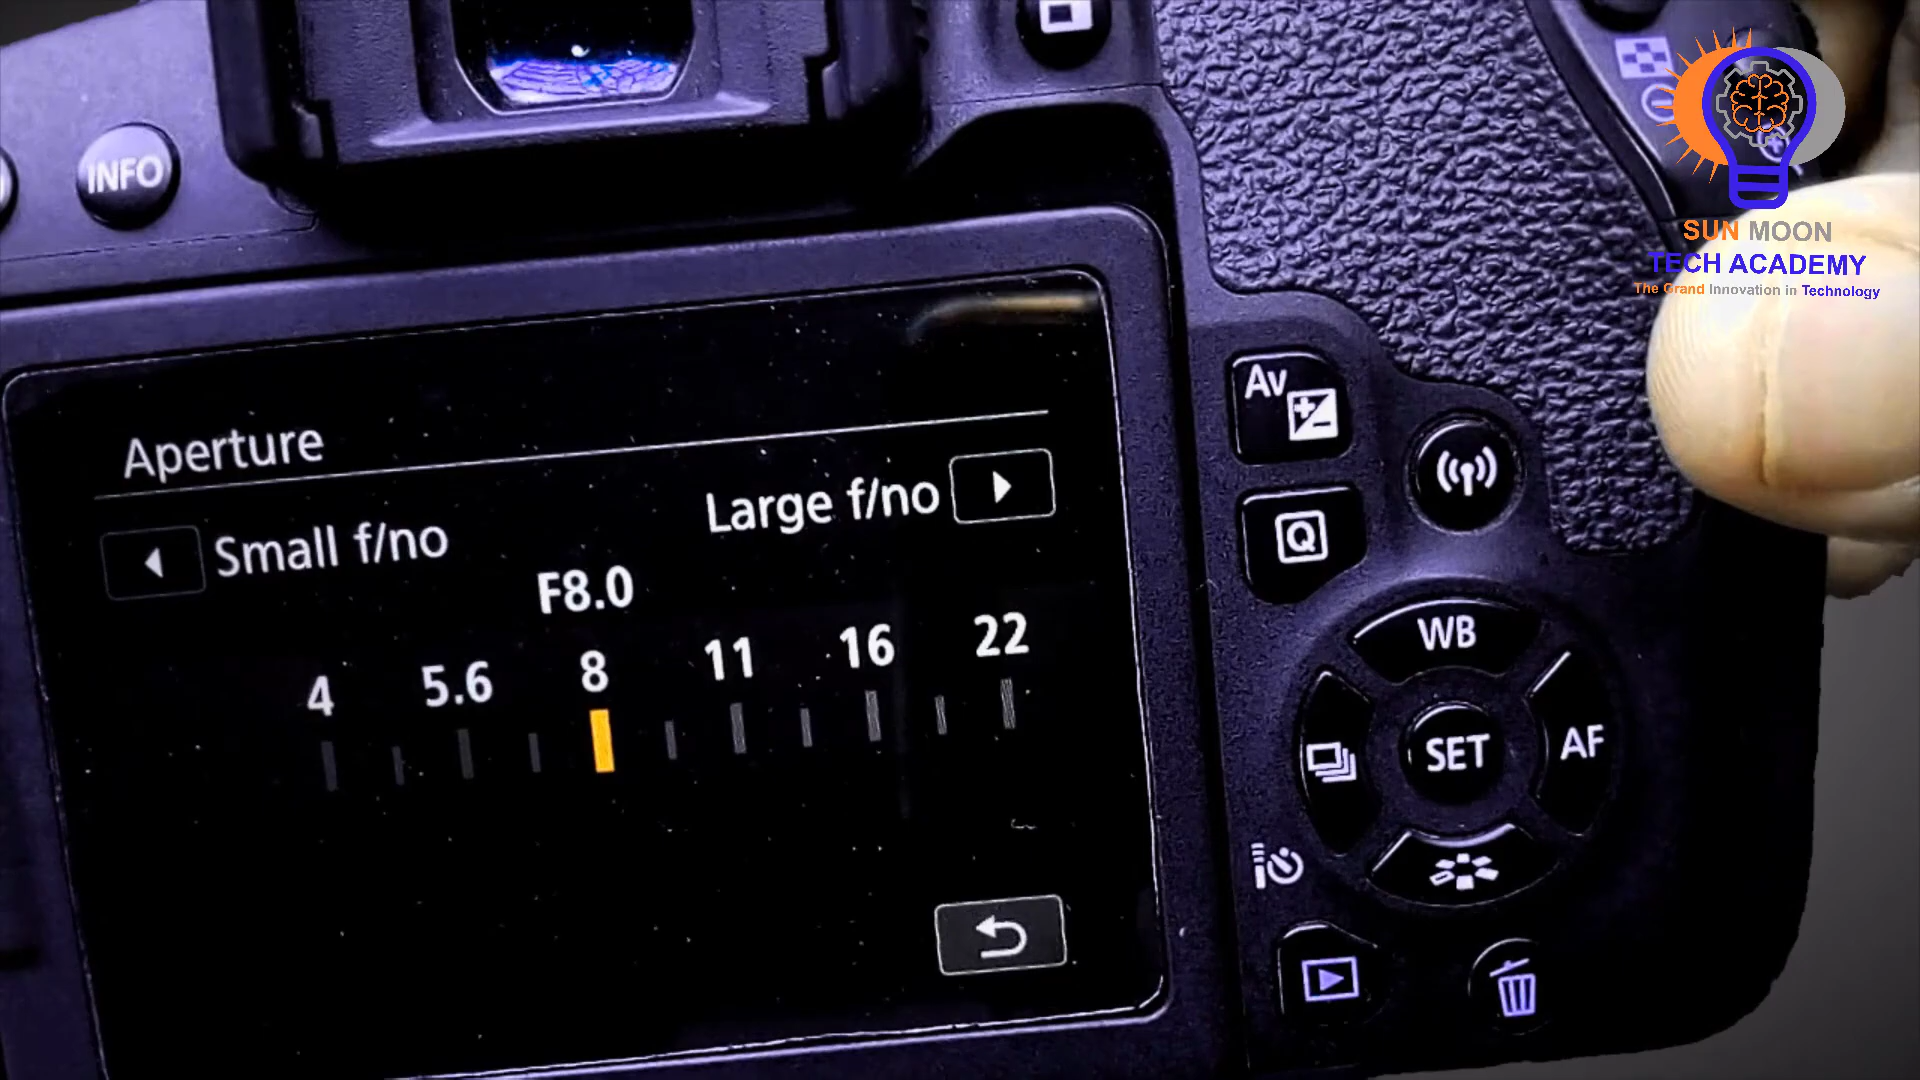 INFO
SUN MOON
TECH ACADEMY
The Grand Innovation in Technology
Av
Aperture
Small f/no
Large f/no
Q
F8.0
4 5.6 8 11 16 22
WB
SET
AF